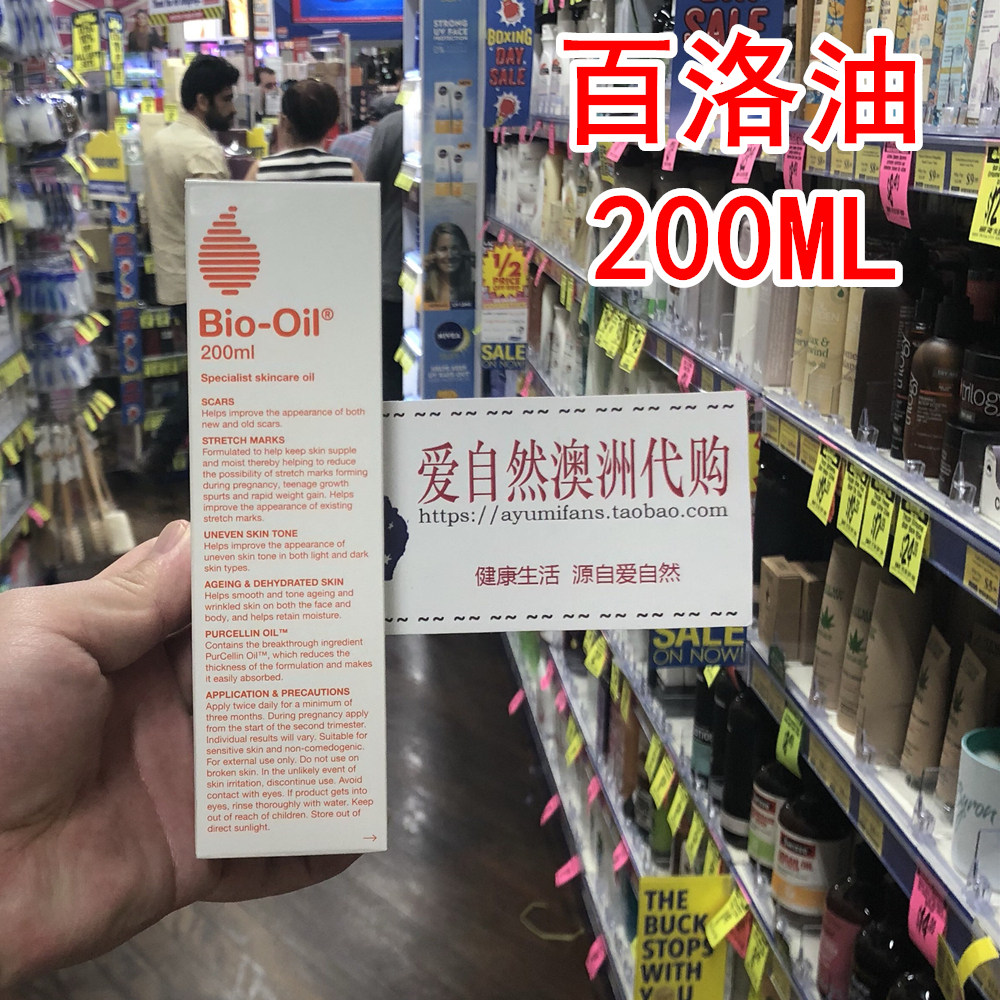 百洛油
200ML
Bio-Oil®
200ml
Specialist skincare oil
SCARS
Helps improve the appearance of both
new and old scars.
STRETCH MARKS
Formulated to help keep skin supple
and moist thereby helping to reduce
the possibility of stretch marks forming
during pregnancy, teenage growth
spurts and rapid weight gain. Helps
improve the appearance of existing
stretch marks.
UNEVEN SKIN TONE
Helps improve the appearance of
uneven skin tone in both light and dark
skin types.
AGEING & DEHYDRATED SKIN
Helps smooth and tone ageing and
wrinkled skin on both the face and
body, and helps retain moisture.
PURCELLIN OIL™
Contains the breakthrough ingredient
PurCellin Oil™, which reduces the
thickness of the formulation and makes
it easily absorbed.
APPLICATION & PRECAUTIONS
Apply twice daily for a minimum of
three months. During pregnancy apply
from the start of the second trimester.
Individual results will vary. Suitable for
sensitive skin and non-comedogenic.
For external use only. Do not use on
broken skin. In the unlikely event of
skin irritation, discontinue use. Avoid
contact with eyes. If product gets into
eyes, rinse thoroughly with water. Keep
out of reach of children. Store out of
direct sunlight.
→
~ ~ ~ ~ ~ ~ ~ ~ ~ ~ ~ ~ ~ ~ ~
爱自然澳洲代购
https://ayumifans.taobao.com
健康生活 源自爱自然
~ ~ ~ ~ ~ ~ ~ ~ ~ ~ ~ ~ ~ ~ ~
STRONG
UV FACE
BOXING
DAY
SALE
SALE
1/2
PRICE
NIVEA
SALE
trilogy
trilogy
SALE
ON NOW!
THE
BUCK
STOPS
WITH
YOU